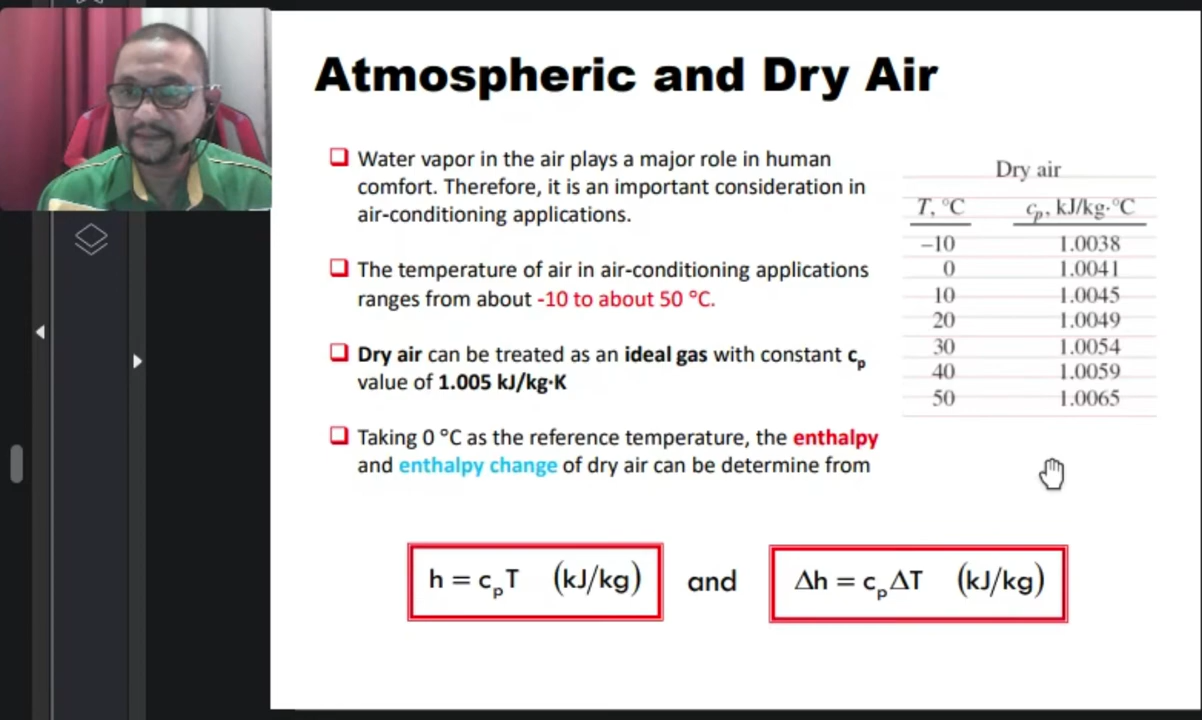 Atmospheric and Dry Air
Water vapor in the air plays a major role in human
comfort. Therefore, it is an important consideration in
air-conditioning applications.
The temperature of air in air-conditioning applications
ranges from about -10 to about 50 °C.
Dry air can be treated as an ideal gas with constant cp
value of 1.005 kJ/kg·K
Taking 0 °C as the reference temperature, the enthalpy
and enthalpy change of dry air can be determine from
h = cpT (kJ/kg) and Δh = cpΔT (kJ/kg)
Dry air
T, °C cp, kJ/kg·°C
−10 1.0038
0 1.0041
10 1.0045
20 1.0049
30 1.0054
40 1.0059
50 1.0065